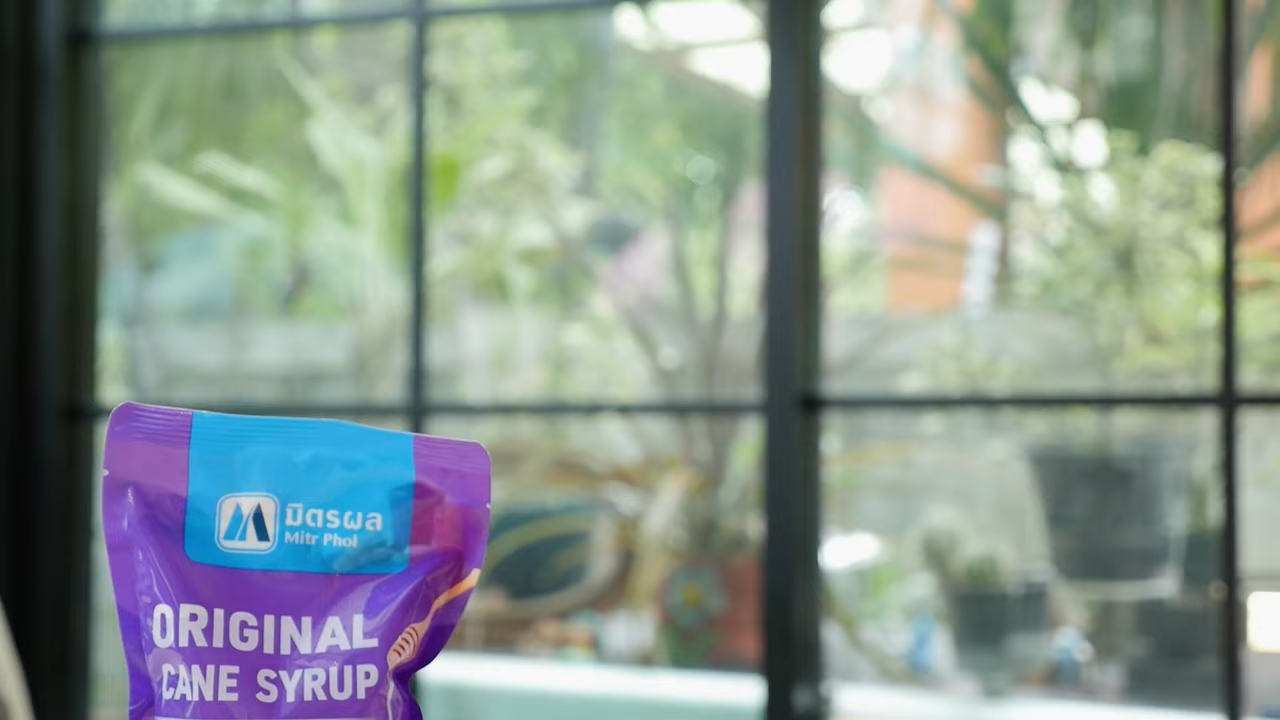 มิตรผล
Mitr Phol
ORIGINAL
CANE SYRUP